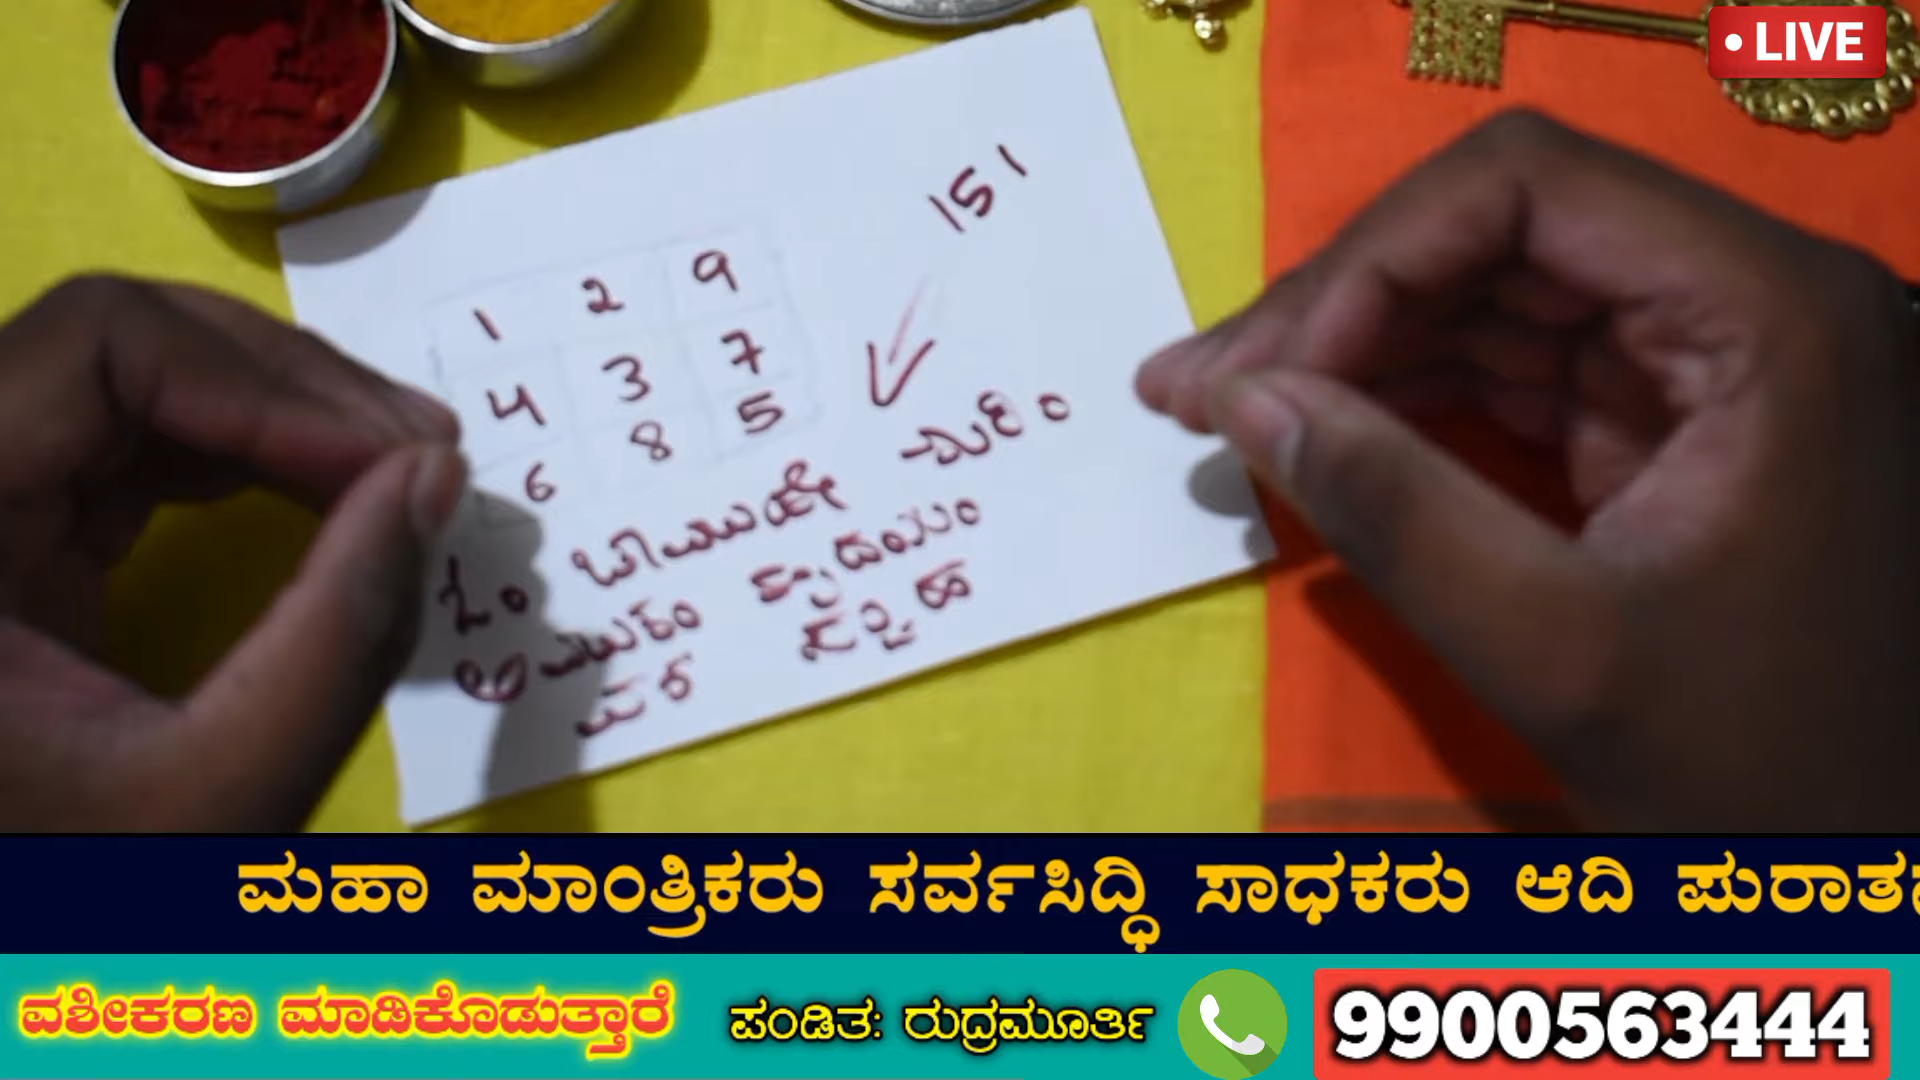 LIVE
151
1 2 9
4 3 7
6 8 5
ಓಂ ಚಾಮುಡೇ
ಅಮುಕಂ
ಸ್ವಾಹ
ಮಹಾ ಮಾಂತ್ರಿಕರು ಸರ್ವಸಿದ್ಧಿ ಸಾಧಕರು ಆದಿ
ವಶೀಕರಣ ಮಾಡಿಕೊಡುತ್ತಾರೆ ಪಂಡಿತ: ರುದ್ರಮೂರ್ತಿ 9900563444